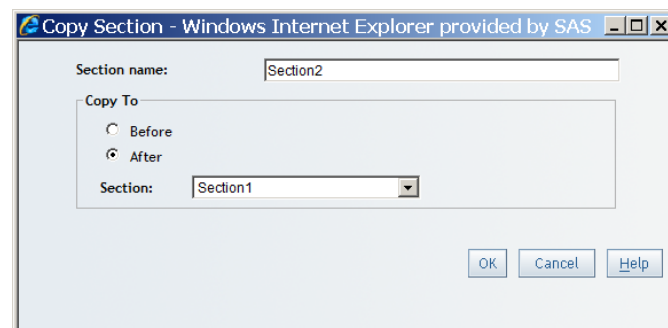 Copy Section - Windows Internet Explorer provided by SAS
Section name: Section2
Copy To
Before
After
Section: Section1
OK Cancel Help